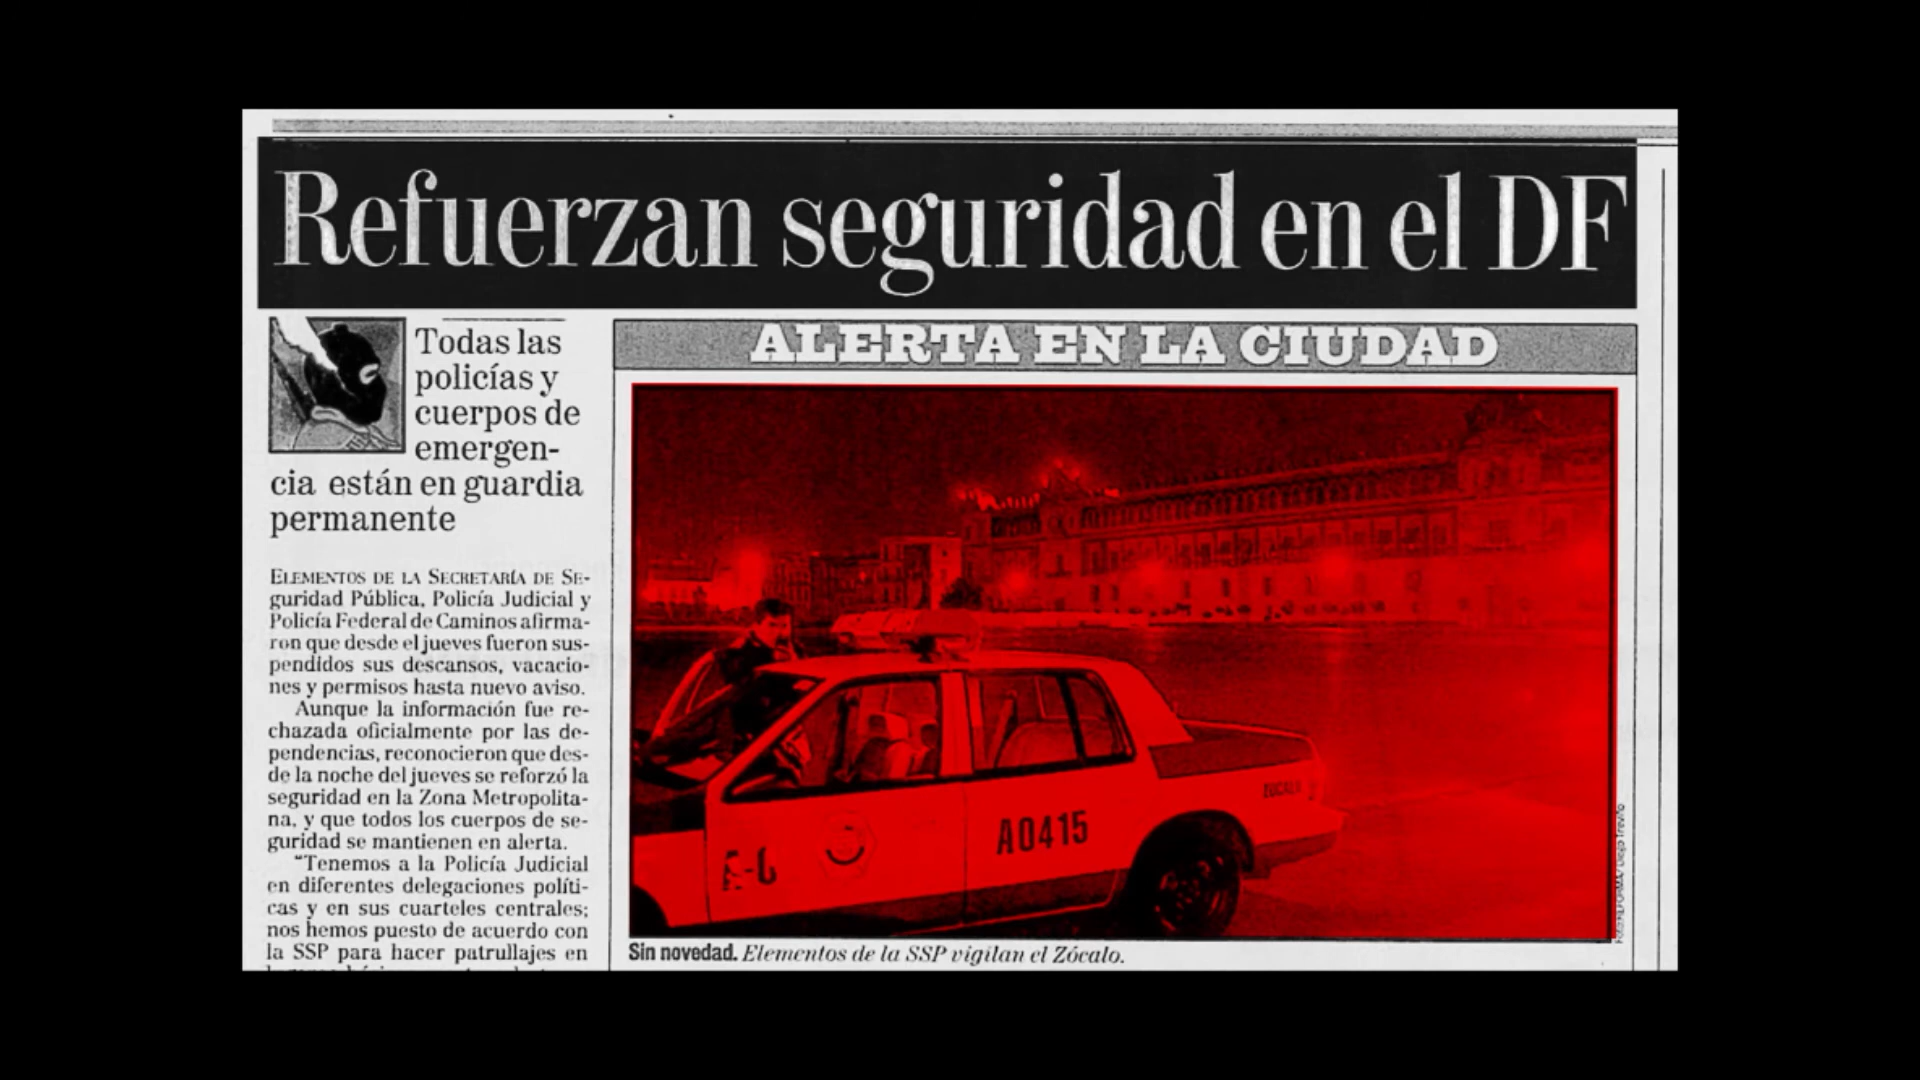 Refuerzan seguridad en el DF
Todas las
policías y
cuerpos de
emergen-
cia están en guardia
permanente
ELEMENTOS DE LA SECRETARÍA DE SE-
guridad Pública, Policía Judicial y
Policía Federal de Caminos afirma-
ron que desde el jueves fueron sus-
pendidos sus descansos, vacacio-
nes y permisos hasta nuevo aviso.
Aunque la información fue re-
chazada oficialmente por las de-
pendencias, reconocieron que des-
de la noche del jueves se reforzó la
seguridad en la Zona Metropolita-
na, y que todos los cuerpos de se-
guridad se mantienen en alerta.
"Tenemos a la Policía Judicial
en diferentes delegaciones políti-
cas y en sus cuarteles centrales;
nos hemos puesto de acuerdo con
la SSP para hacer patrullajes en
ALERTA EN LA CIUDAD
A0415
Sin novedad. Elementos de la SSP vigilan el Zócalo.